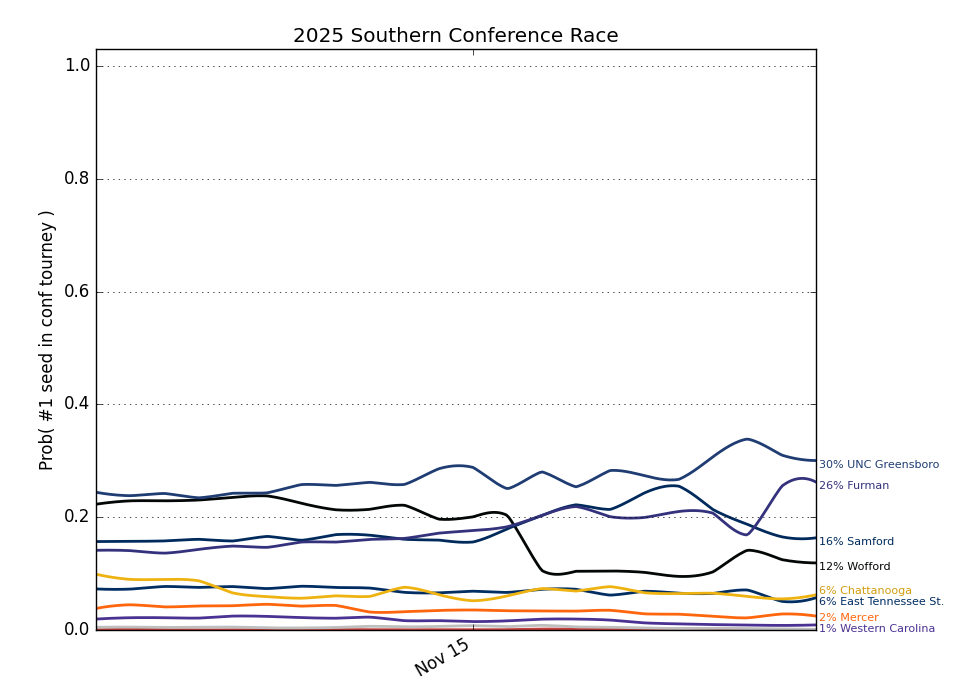 2025 Southern Conference Race
Prob( #1 seed in conf tourney )
1.0
0.8
0.6
0.4
0.2
0.0
Nov 15
30% UNC Greensboro
26% Furman
16% Samford
12% Wofford
6% Chattanooga
6% East Tennessee St.
2% Mercer
1% Western Carolina